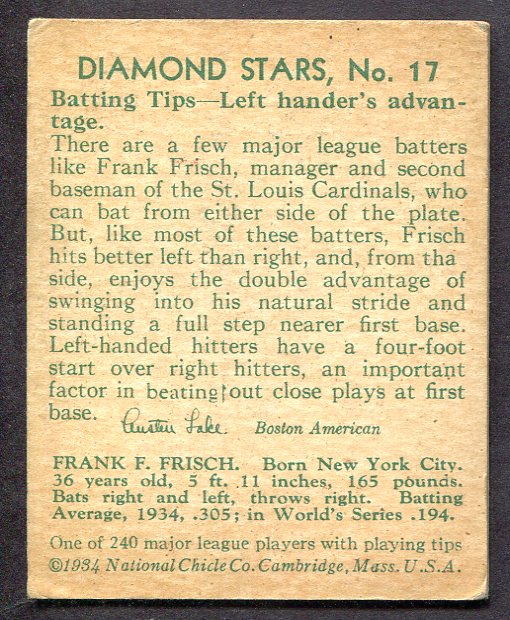 DIAMOND STARS, No. 17
Batting Tips—Left hander's advan-
tage.
There are a few major league batters
like Frank Frisch, manager and second
baseman of the St. Louis Cardinals, who
can bat from either side of the plate.
But, like most of these batters, Frisch
hits better left than right, and, from tha
side, enjoys the double advantage of
swinging into his natural stride and
standing a full step nearer first base.
Left-handed hitters have a four-foot
start over right hitters, an important
factor in beating out close plays at first
base. Austen Lake Boston American
FRANK F. FRISCH. Born New York City.
36 years old, 5 ft. 11 inches, 165 pounds.
Bats right and left, throws right. Batting
Average, 1934, .305; in World's Series .194.
One of 240 major league players with playing tips
©1934 National Chicle Co. Cambridge, Mass. U.S.A.